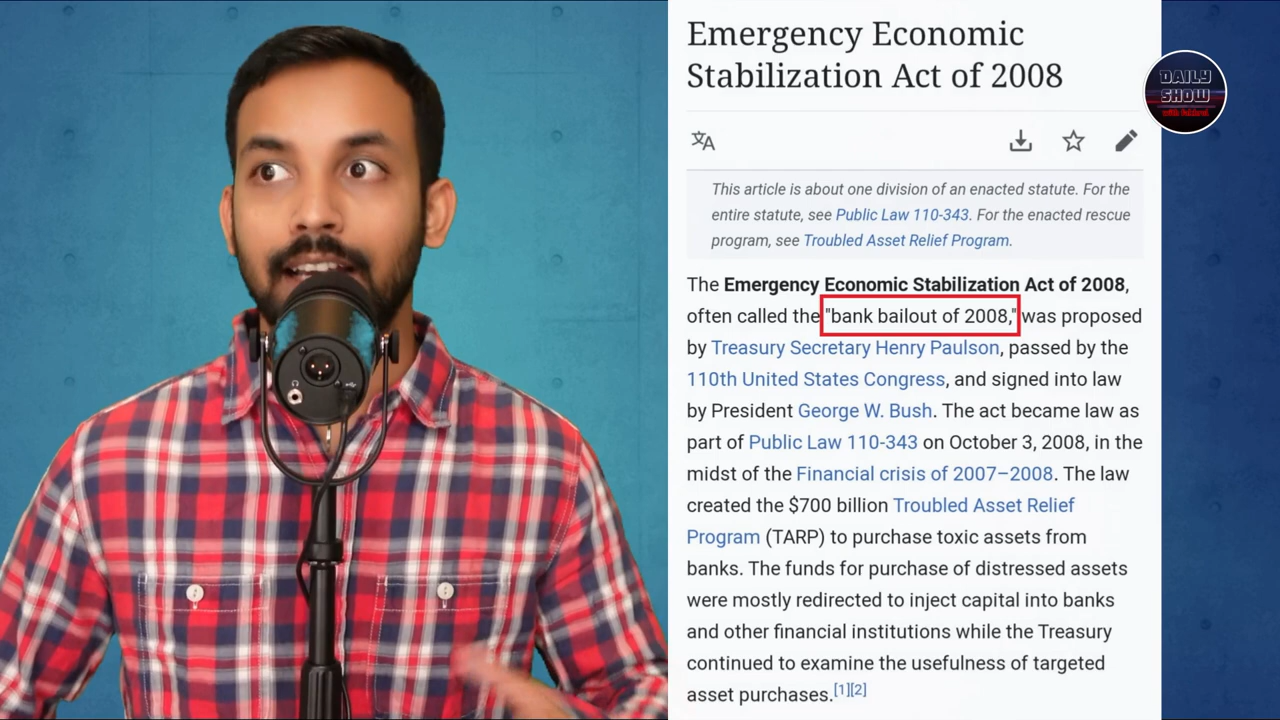 Emergency Economic
Stabilization Act of 2008
DAILY
SHOW
This article is about one division of an enacted statute. For the
entire statute, see Public Law 110-343. For the enacted rescue
program, see Troubled Asset Relief Program.
The Emergency Economic Stabilization Act of 2008,
often called the "bank bailout of 2008," was proposed
by Treasury Secretary Henry Paulson, passed by the
110th United States Congress, and signed into law
by President George W. Bush. The act became law as
part of Public Law 110-343 on October 3, 2008, in the
midst of the Financial crisis of 2007–2008. The law
created the $700 billion Troubled Asset Relief
Program (TARP) to purchase toxic assets from
banks. The funds for purchase of distressed assets
were mostly redirected to inject capital into banks
and other financial institutions while the Treasury
continued to examine the usefulness of targeted
asset purchases.[1][2]